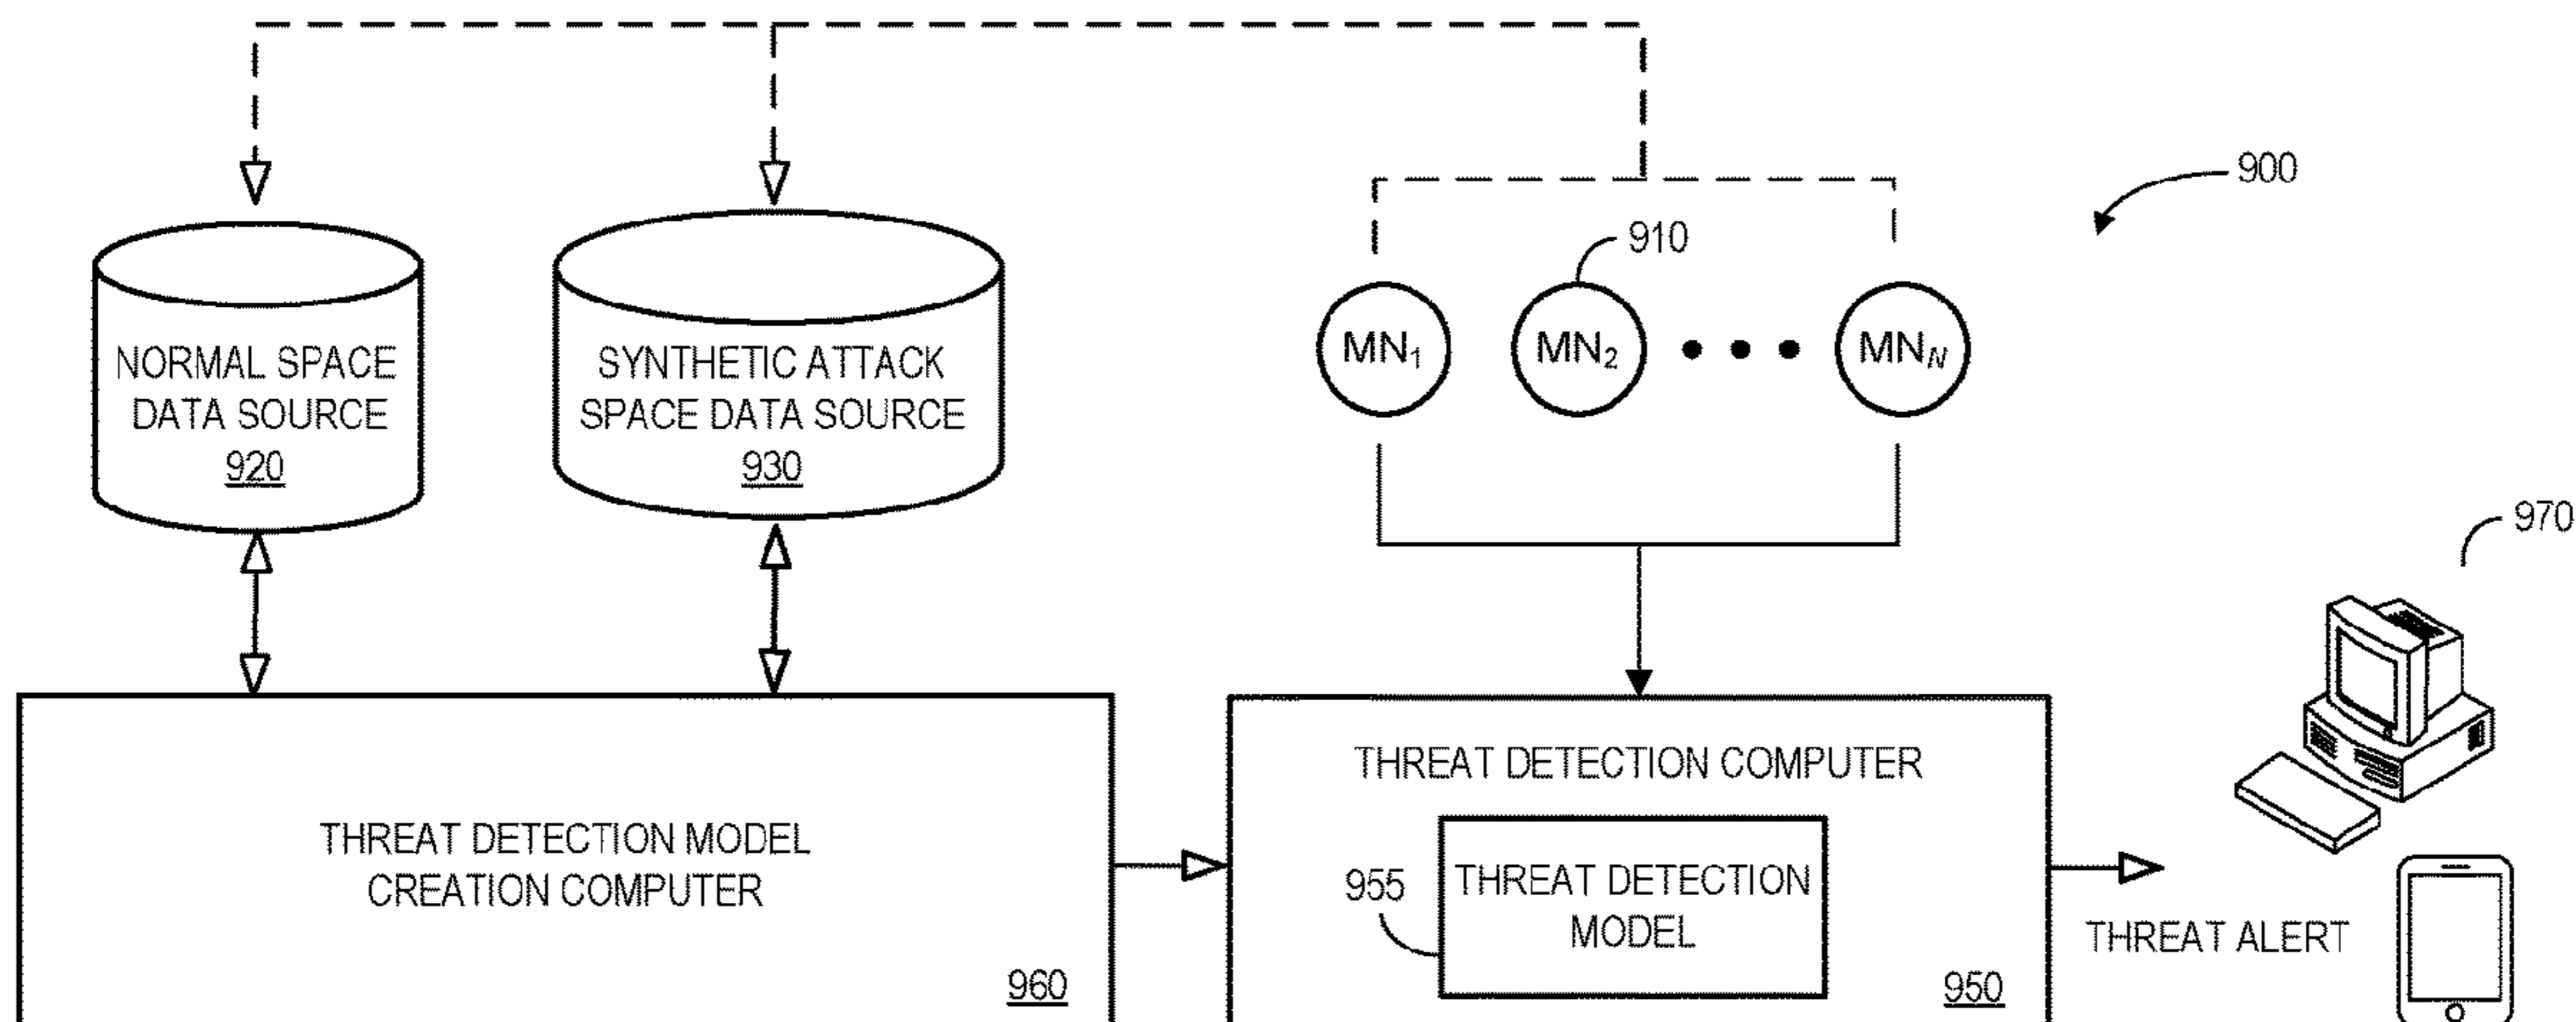 900
910
MN₁
MN₂
MN_N
NORMAL SPACE
DATA SOURCE
920
SYNTHETIC ATTACK
SPACE DATA SOURCE
930
970
THREAT DETECTION MODEL
CREATION COMPUTER
960
THREAT DETECTION COMPUTER
955
THREAT DETECTION
MODEL
950
THREAT ALERT